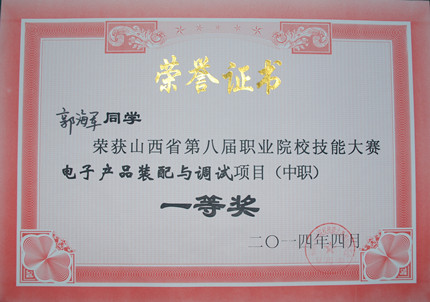 荣誉证书
郭海军同学
荣获山西省第八届职业院校技能大赛
电子产品装配与调试项目（中职）
一等奖
二〇一四年四月